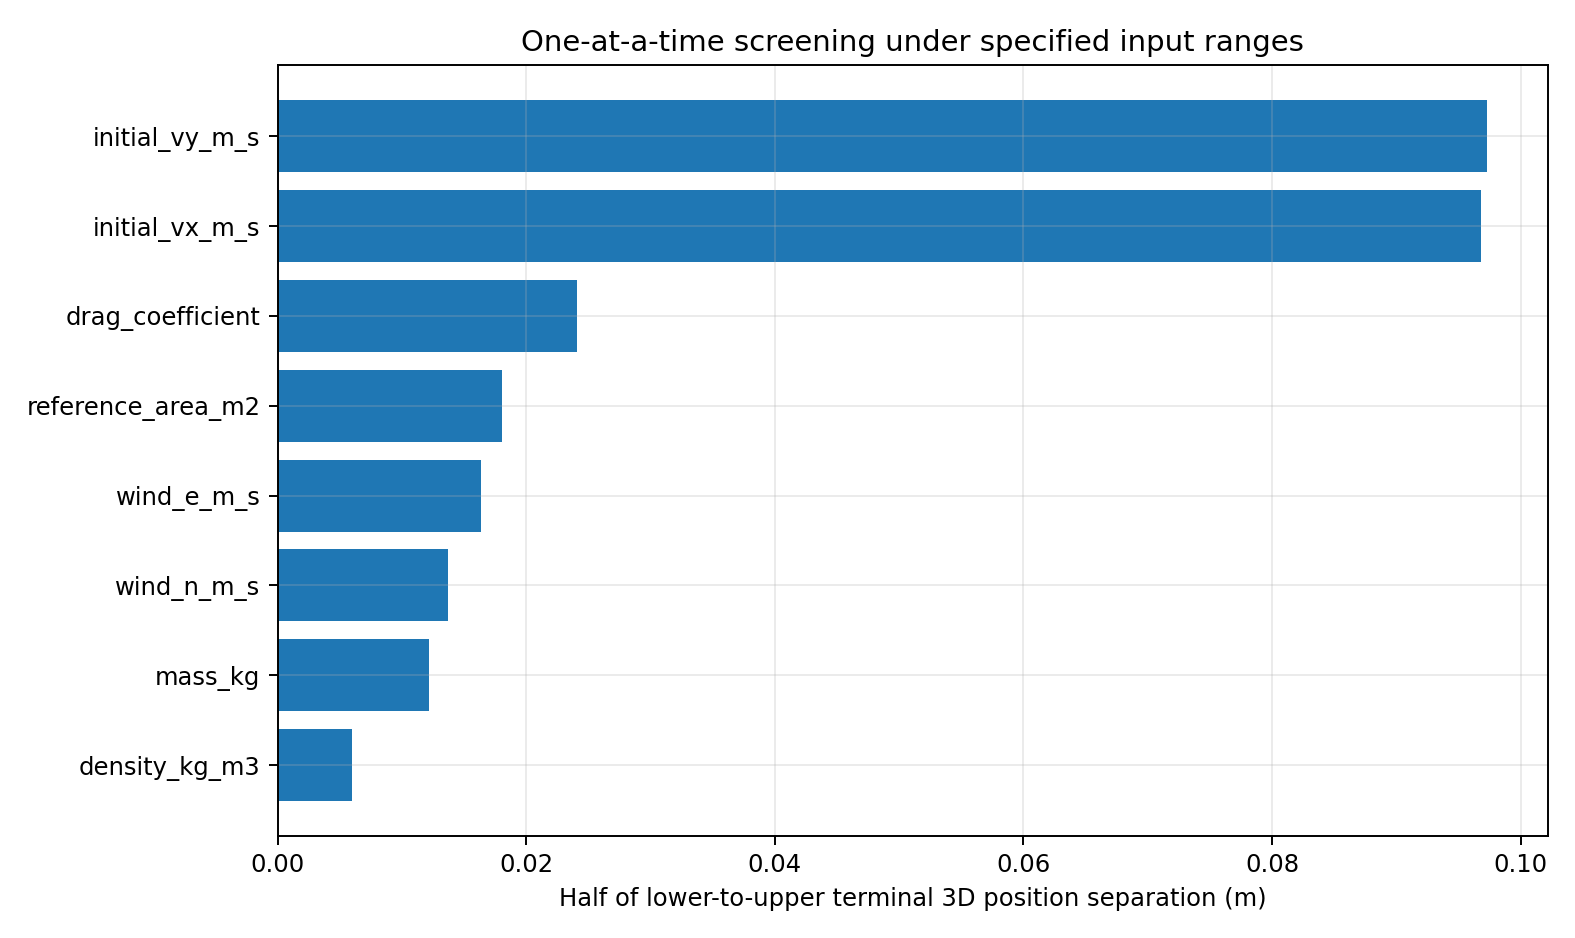 One-at-a-time screening under specified input ranges
initial_vy_m_s
initial_vx_m_s
drag_coefficient
reference_area_m2
wind_e_m_s
wind_n_m_s
mass_kg
density_kg_m3
0.00 0.02 0.04 0.06 0.08 0.10
Half of lower-to-upper terminal 3D position separation (m)